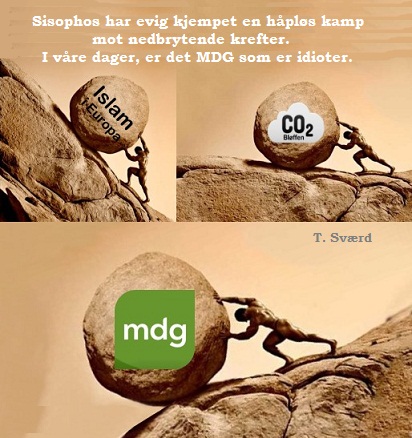 Sisophos har evig kjempet en håpløs kamp
mot nedbrytende krefter.
I våre dager, er det MDG som er idioter.
Islam
i Europa
CO2
Bløffen
T. Sværd
mdg